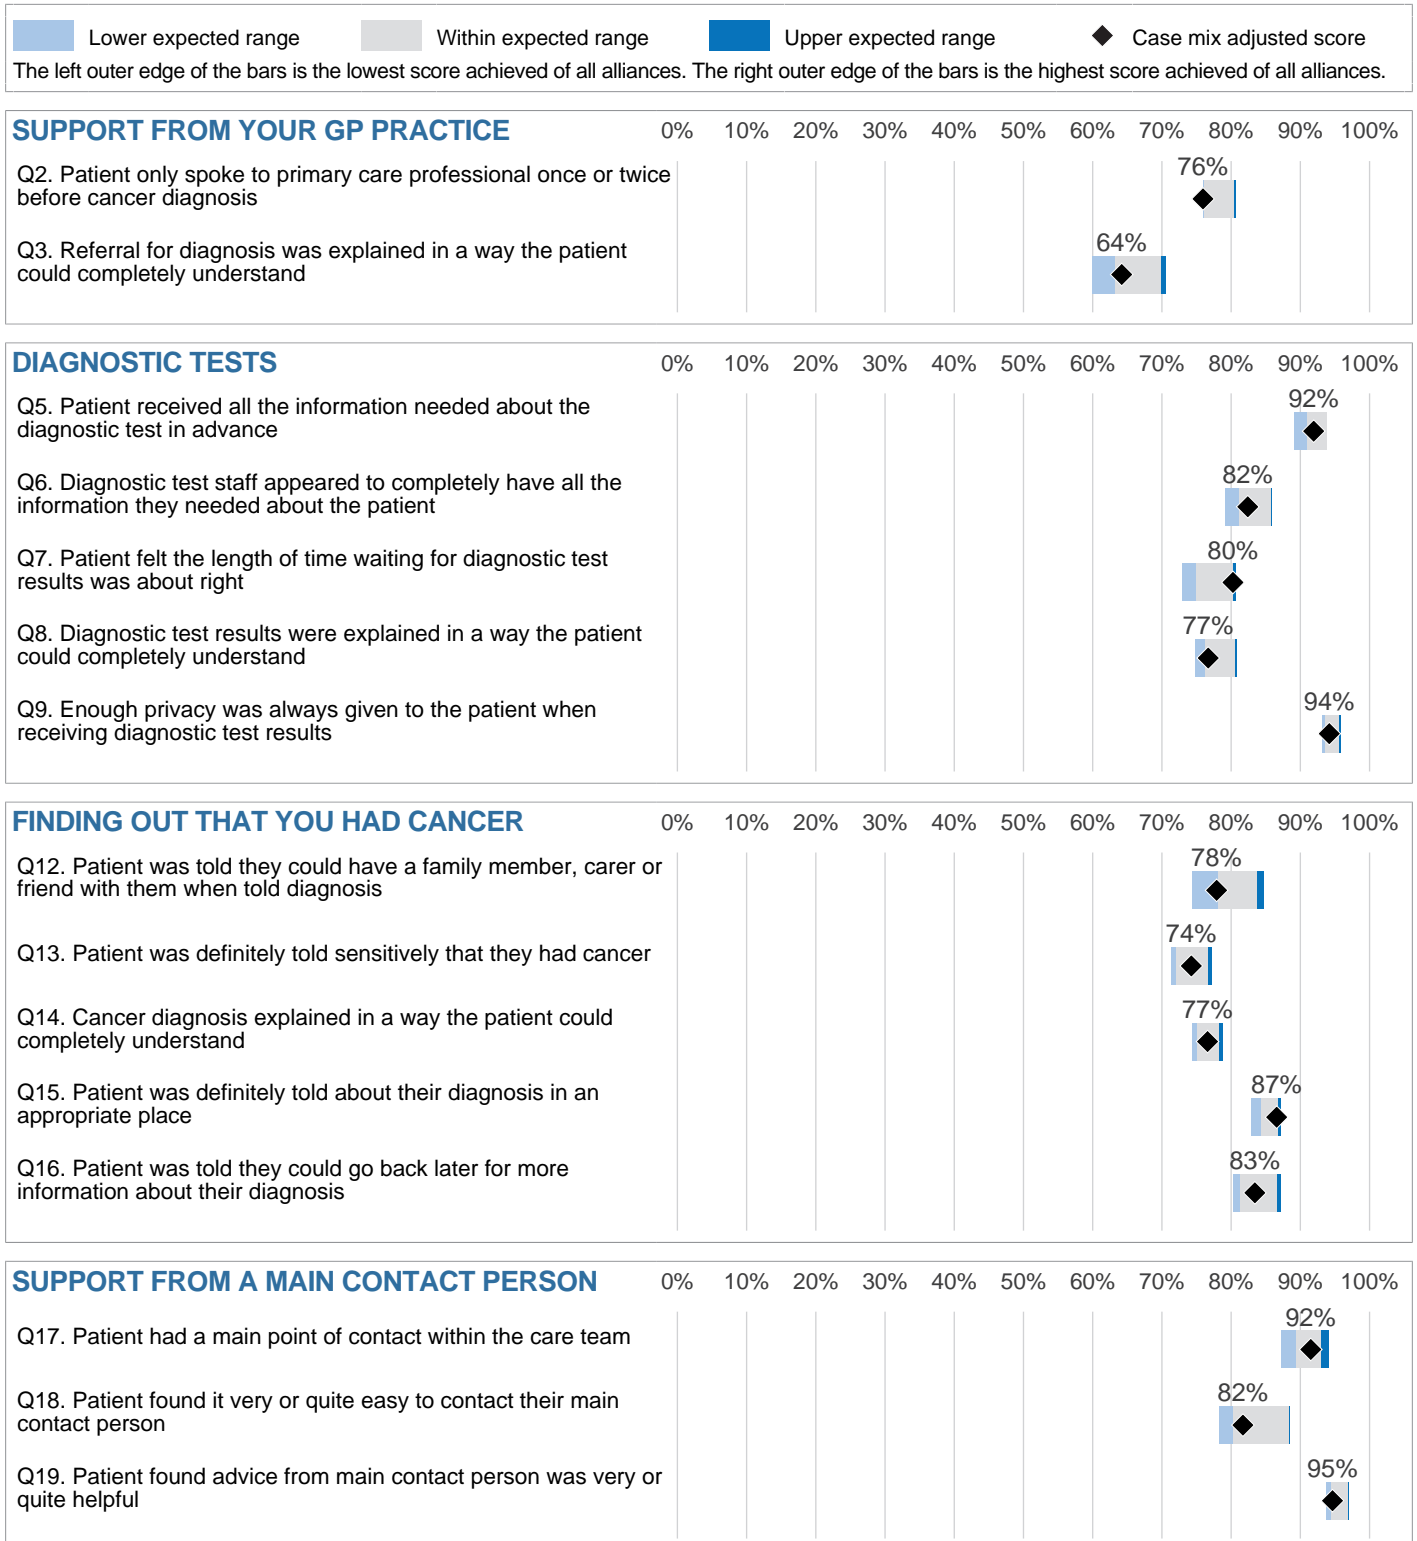 Lower expected range Within expected range Upper expected range Case mix adjusted score
The left outer edge of the bars is the lowest score achieved of all alliances. The right outer edge of the bars is the highest score achieved of all alliances.
SUPPORT FROM YOUR GP PRACTICE 0% 10% 20% 30% 40% 50% 60% 70% 80% 90% 100%
76%
Q2. Patient only spoke to primary care professional once or twice
before cancer diagnosis
64%
Q3. Referral for diagnosis was explained in a way the patient
could completely understand
DIAGNOSTIC TESTS 0% 10% 20% 30% 40% 50% 60% 70% 80% 90% 100%
92%
Q5. Patient received all the information needed about the
diagnostic test in advance
82%
Q6. Diagnostic test staff appeared to completely have all the
information they needed about the patient
80%
Q7. Patient felt the length of time waiting for diagnostic test
results was about right
77%
Q8. Diagnostic test results were explained in a way the patient
could completely understand
94%
Q9. Enough privacy was always given to the patient when
receiving diagnostic test results
FINDING OUT THAT YOU HAD CANCER 0% 10% 20% 30% 40% 50% 60% 70% 80% 90% 100%
78%
Q12. Patient was told they could have a family member, carer or
friend with them when told diagnosis
74%
Q13. Patient was definitely told sensitively that they had cancer
77%
Q14. Cancer diagnosis explained in a way the patient could
completely understand
87%
Q15. Patient was definitely told about their diagnosis in an
appropriate place
83%
Q16. Patient was told they could go back later for more
information about their diagnosis
SUPPORT FROM A MAIN CONTACT PERSON 0% 10% 20% 30% 40% 50% 60% 70% 80% 90% 100%
92%
Q17. Patient had a main point of contact within the care team
82%
Q18. Patient found it very or quite easy to contact their main
contact person
95%
Q19. Patient found advice from main contact person was very or
quite helpful